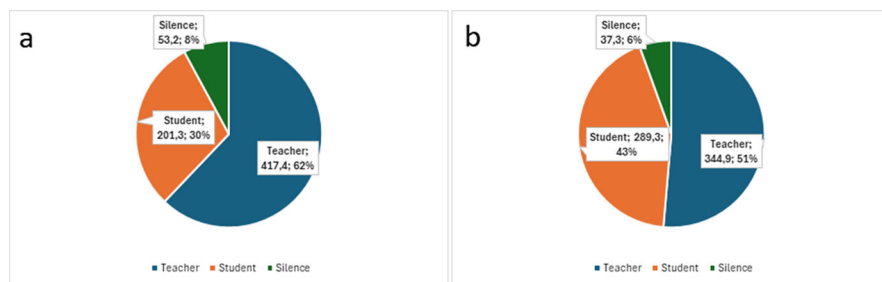 a
Silence;
53,2; 8%
Student;
201,3; 30%
Teacher;
417,4; 62%
Teacher Student Silence
b
Silence;
37,3; 6%
Student; 289,3;
43%
Teacher;
344,9; 51%
Teacher Student Silence